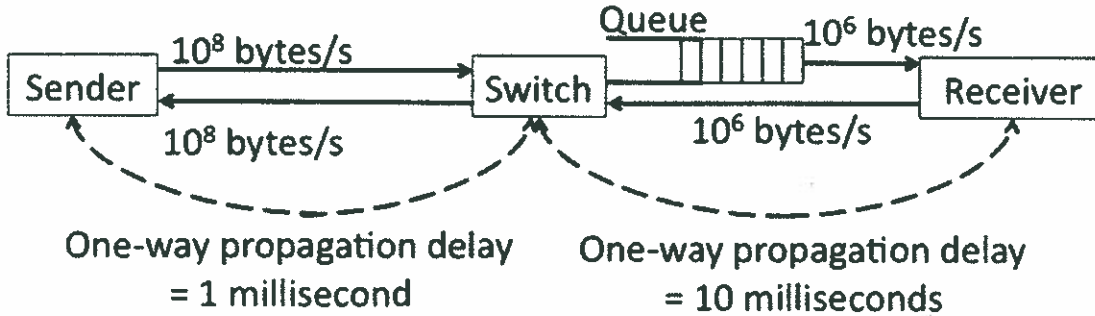 Queue
10⁸ bytes/s
10⁶ bytes/s
Sender
Switch
Receiver
10⁸ bytes/s
10⁶ bytes/s
One-way propagation delay
= 1 millisecond
One-way propagation delay
= 10 milliseconds